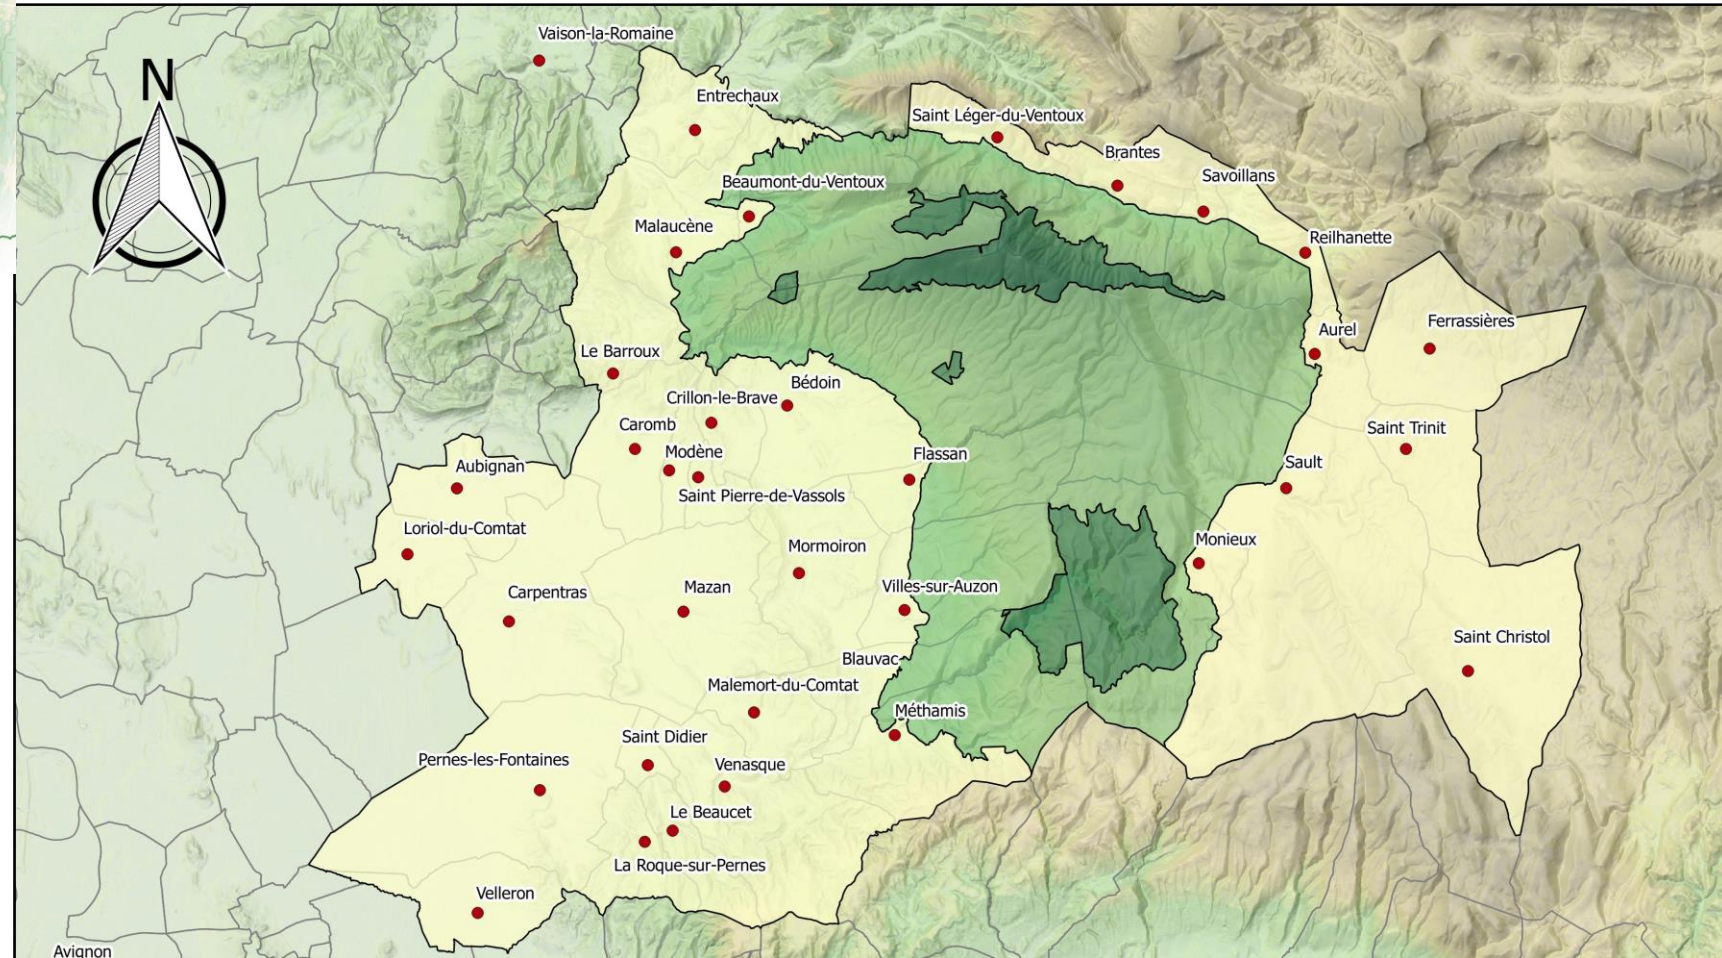 Vaison-la-Romaine
N
Entrechaux
Saint Léger-du-Ventoux
Brantes
Savoillans
Beaumont-du-Ventoux
Malaucène
Reilhanette
Aurel
Ferrassières
Le Barroux
Bédoin
Crillon-le-Brave
Caromb
Saint Trinit
Modène
Flassan
Sault
Aubignan
Saint Pierre-de-Vassols
Loriol-du-Comtat
Monieux
Mormoiron
Villes-sur-Auzon
Mazan
Carpentras
Saint Christol
Blauvac
Malemort-du-Comtat
Méthamis
Saint Didier
Pernes-les-Fontaines
Venasque
Le Beaucet
La Roque-sur-Pernes
Velleron
Avignon